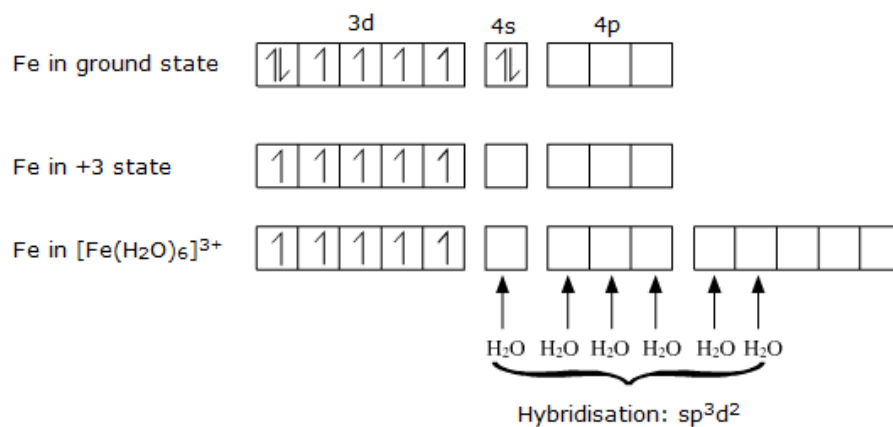 3d 4s 4p
Fe in ground state
Fe in +3 state
Fe in [Fe(H₂O)₆]³⁺
H₂O H₂O H₂O H₂O H₂O H₂O
Hybridisation: sp³d²